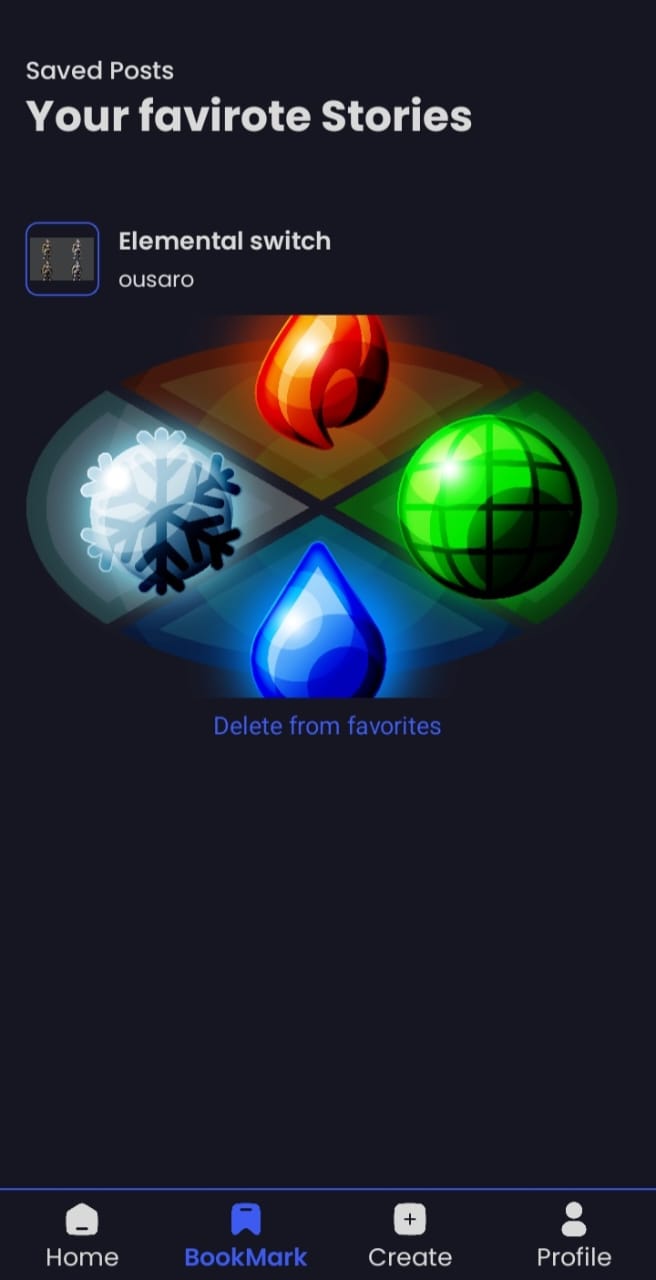 Saved Posts
Your favirote Stories
Elemental switch
ousaro
Delete from favorites
Home
BookMark
Create
Profile